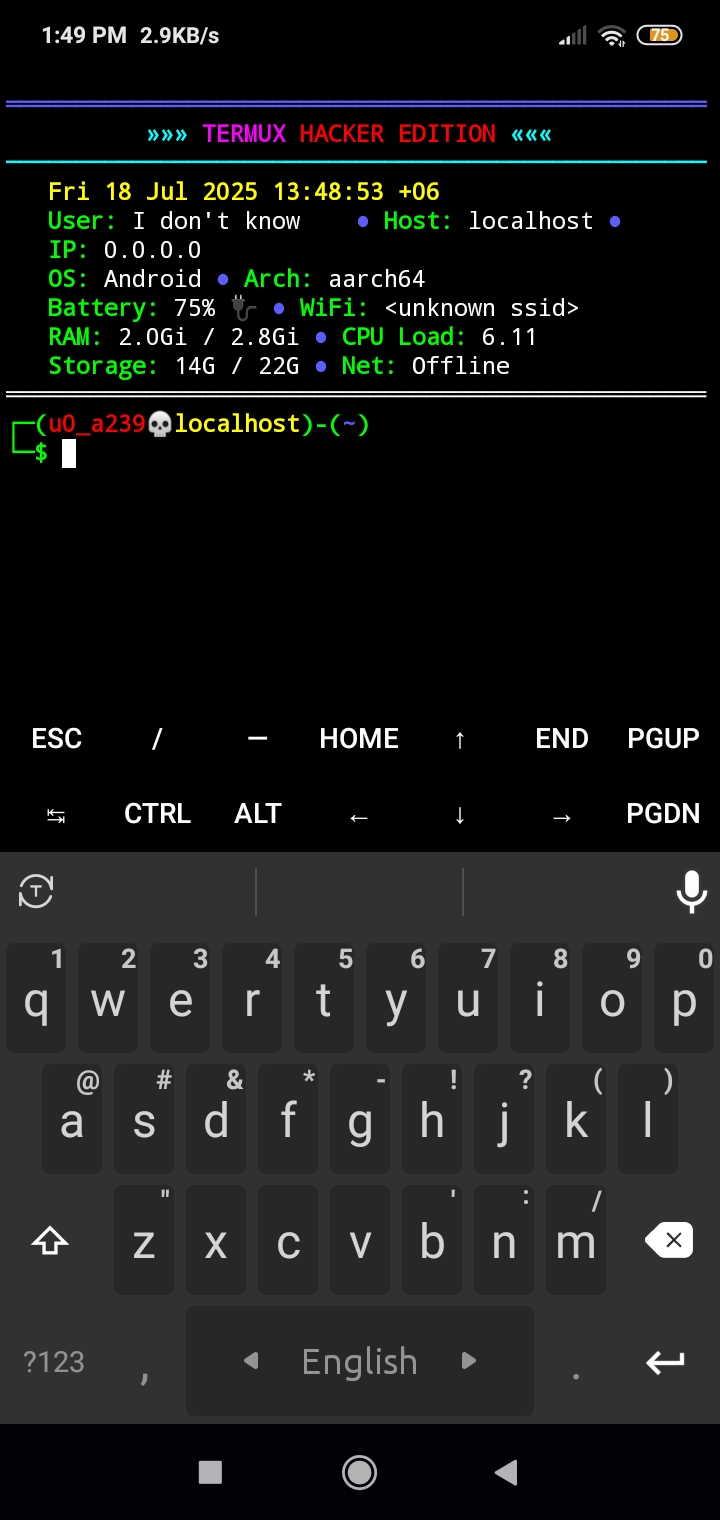 1:49 PM 2.9KB/s 75
»»» TERMUX HACKER EDITION «««
Fri 18 Jul 2025 13:48:53 +06
User: I don't know ● Host: localhost ●
IP: 0.0.0.0
OS: Android ● Arch: aarch64
Battery: 75% 🔌 ● WiFi: <unknown ssid>
RAM: 2.0Gi / 2.8Gi ● CPU Load: 6.11
Storage: 14G / 22G ● Net: Offline
┌─(u0_a239💀localhost)-(~)
└─$
ESC / — HOME ↑ END PGUP
↹ CTRL ALT ← ↓ → PGDN
T
1 2 3 4 5 6 7 8 9 0
q w e r t y u i o p
@ # & * - ! ? ( )
a s d f g h j k l
" ' : /
z x c v b n m
?123 , English .